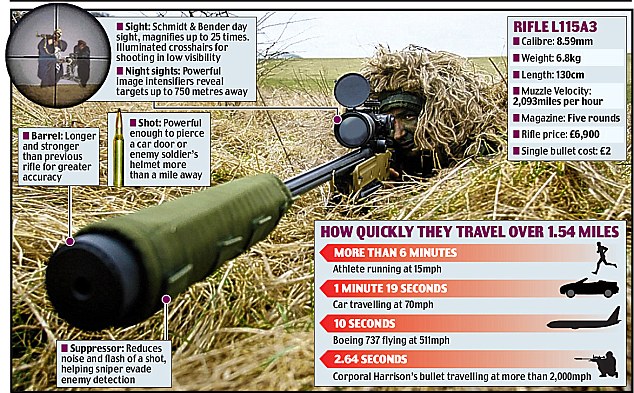 Sight: Schmidt & Bender day
sight, magnifies up to 25 times.
Illuminated crosshairs for
shooting in low visibility
Night sights: Powerful
image intensifiers reveal
targets up to 750 metres away
Barrel: Longer
and stronger
than previous
rifle for greater
accuracy
Shot: Powerful
enough to pierce
a car door or
enemy soldier's
helmet more
than a mile away
RIFLE L115A3
Calibre: 8.59mm
Weight: 6.8kg
Length: 130cm
Muzzle Velocity:
2,093miles per hour
Magazine: Five rounds
Rifle price: £6,900
Single bullet cost: £2
HOW QUICKLY THEY TRAVEL OVER 1.54 MILES
MORE THAN 6 MINUTES
Athlete running at 15mph
1 MINUTE 19 SECONDS
Car travelling at 70mph
10 SECONDS
Boeing 737 flying at 511mph
2.64 SECONDS
Corporal Harrison's bullet travelling at more than 2,000mph
Suppressor: Reduces
noise and flash of a shot,
helping sniper evade
enemy detection